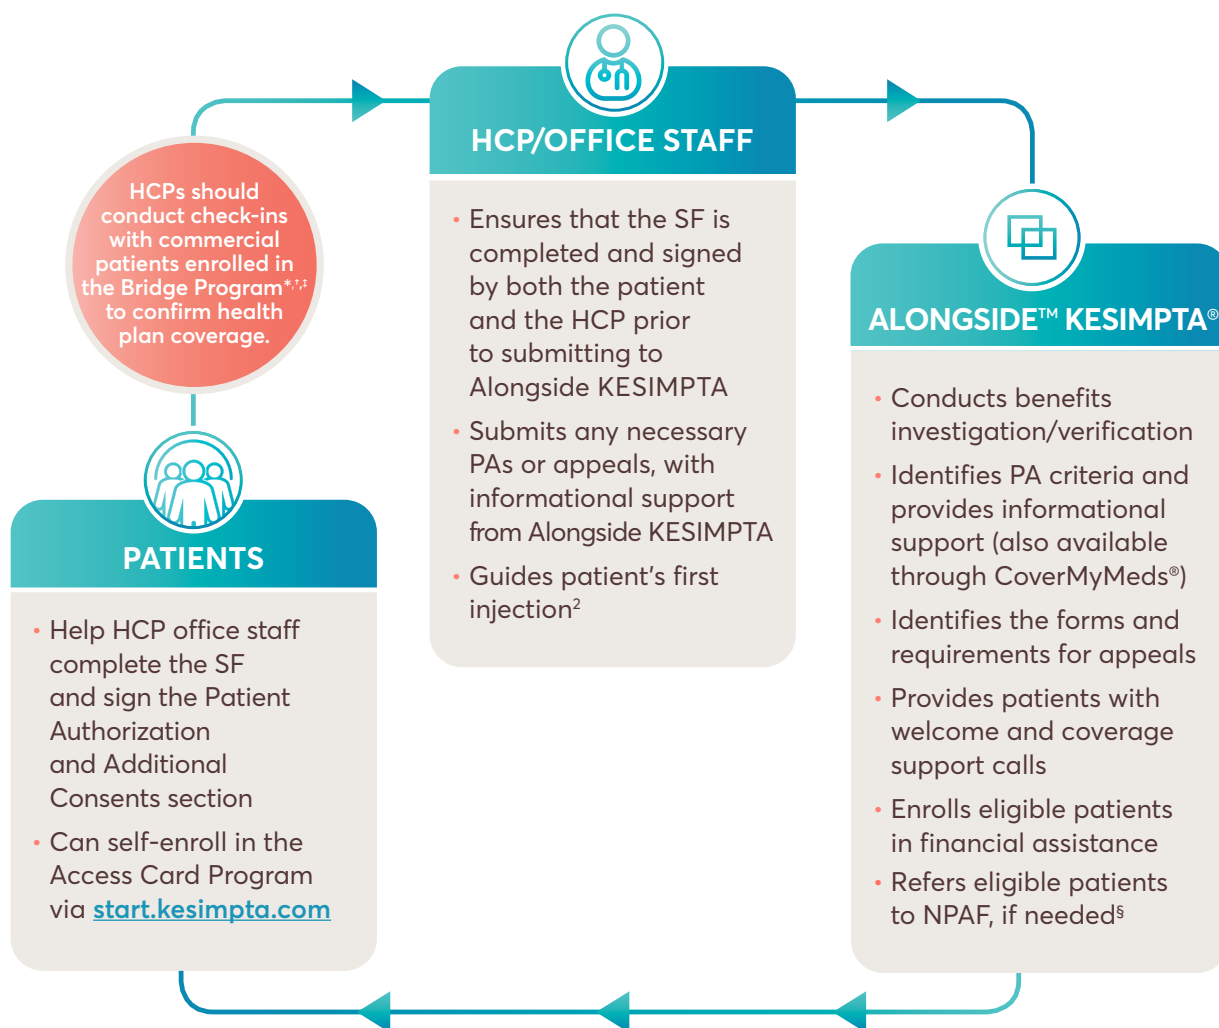 HCPs should
conduct check-ins
with commercial
patients enrolled in
the Bridge Program*,†,‡
to confirm health
plan coverage.
PATIENTS
• Help HCP office staff
complete the SF
and sign the Patient
Authorization
and Additional
Consents section
• Can self-enroll in the
Access Card Program
via start.kesimpta.com
HCP/OFFICE STAFF
• Ensures that the SF is
completed and signed
by both the patient
and the HCP prior
to submitting to
Alongside KESIMPTA
• Submits any necessary
PAs or appeals, with
informational support
from Alongside KESIMPTA
• Guides patient's first
injection²
ALONGSIDE™ KESIMPTA®
• Conducts benefits
investigation/verification
• Identifies PA criteria and
provides informational
support (also available
through CoverMyMeds®)
• Identifies the forms and
requirements for appeals
• Provides patients with
welcome and coverage
support calls
• Enrolls eligible patients
in financial assistance
• Refers eligible patients
to NPAF, if needed§